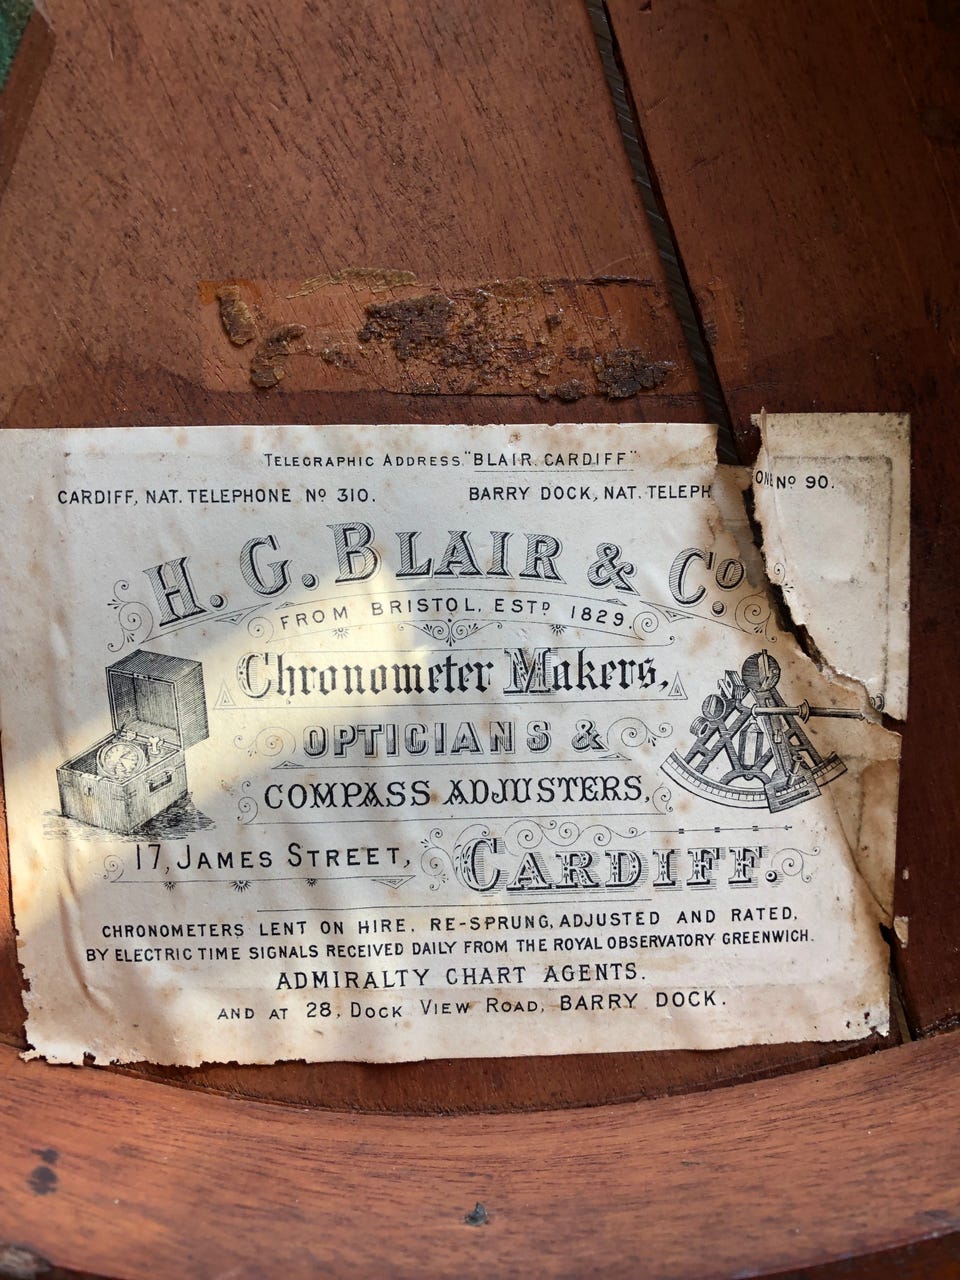 TELEGRAPHIC ADDRESS "BLAIR. CARDIFF"
CARDIFF, NAT. TELEPHONE No 310. BARRY DOCK, NAT. TELEPHONE No 90.
H. G. BLAIR & Co.
FROM BRISTOL, ESTD 1829.
Chronometer Makers,
OPTICIANS &
COMPASS ADJUSTERS,
17, JAMES STREET, CARDIFF.
CHRONOMETERS LENT ON HIRE. RE-SPRUNG, ADJUSTED AND RATED,
BY ELECTRIC TIME SIGNALS RECEIVED DAILY FROM THE ROYAL OBSERVATORY GREENWICH.
ADMIRALTY CHART AGENTS.
AND AT 28, DOCK VIEW ROAD, BARRY DOCK.